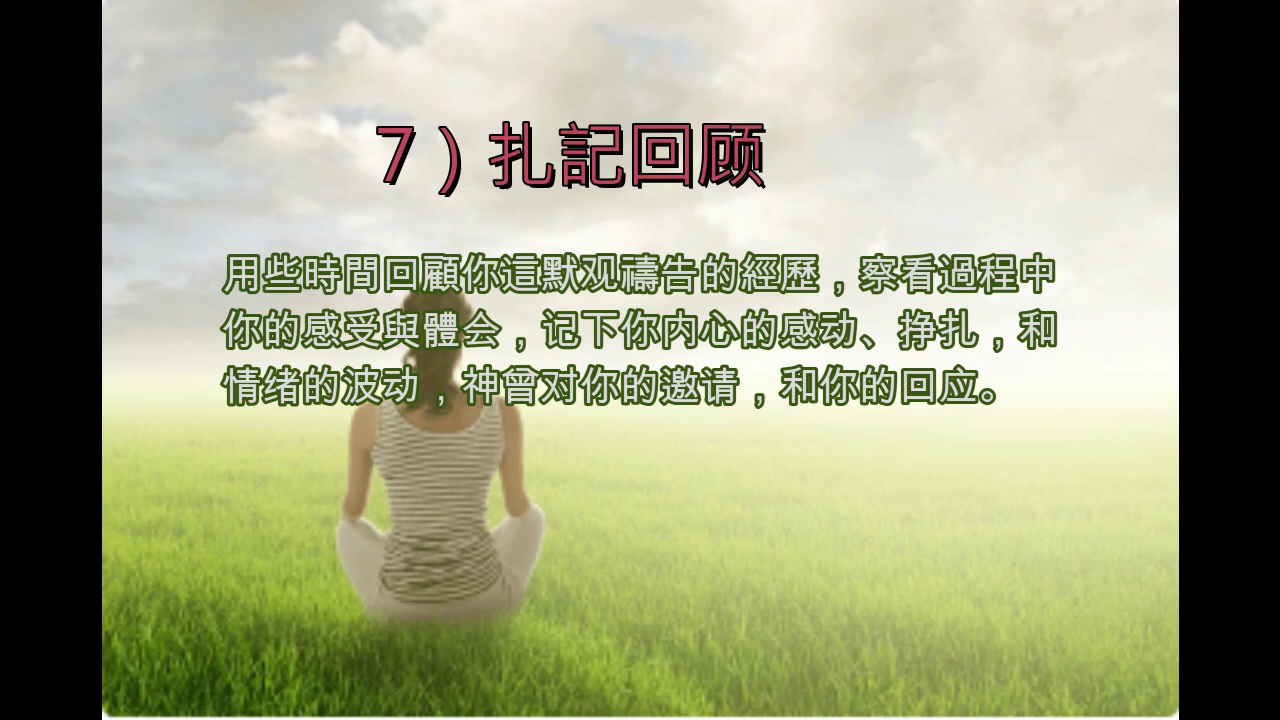 7）扎記回顾
用些時間回顧你這默观禱告的經歷，察看過程中
你的感受與體会，记下你内心的感动、挣扎，和
情绪的波动，神曾对你的邀请，和你的回应。